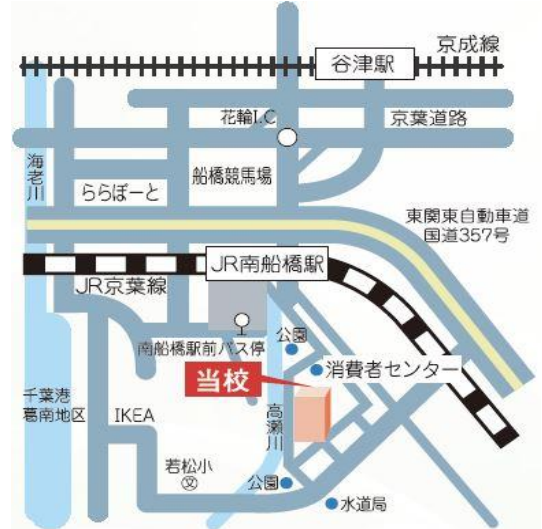 京成線
谷津駅
花輪I.C
京葉道路
海老川
船橋競馬場
ららぽーと
東関東自動車道
国道357号
JR南船橋駅
JR京葉線
南船橋駅前バス停
公園
消費者センター
当校
千葉港
葛南地区
IKEA
高瀬川
若松小
文
公園
水道局